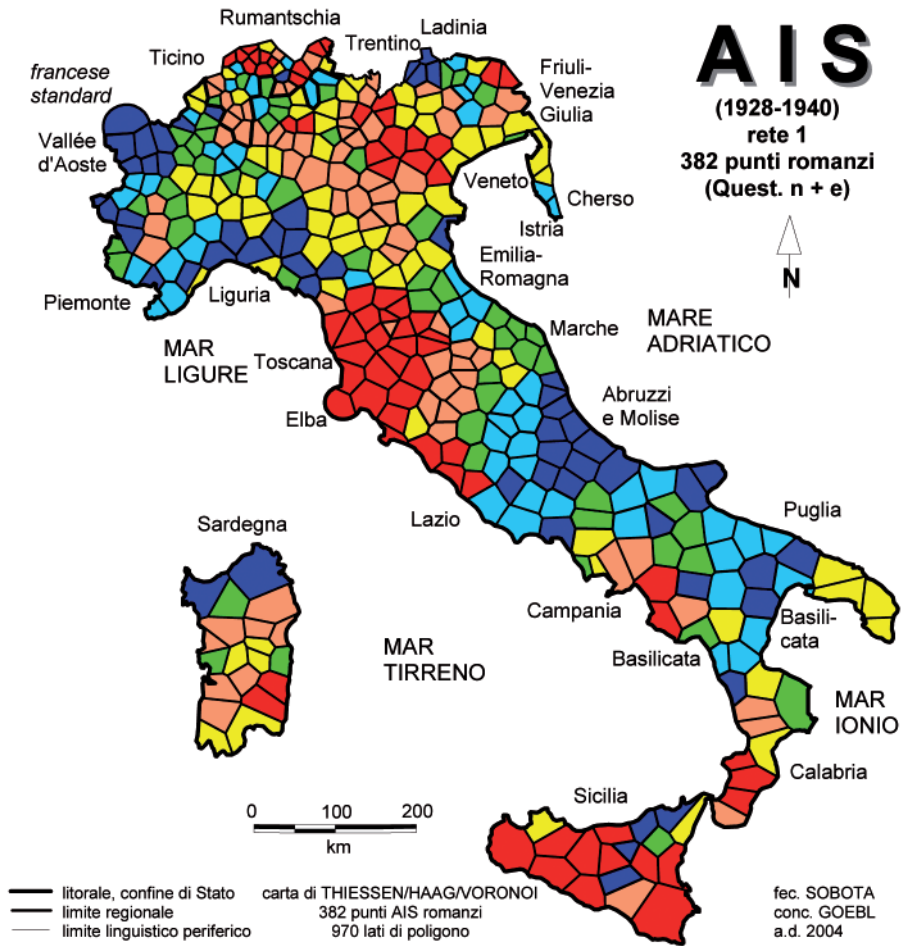 Rumantschia
Ladinia
Trentino
Ticino
francese
standard
Vallée
d'Aoste
Friuli-
Venezia
Giulia
AIS
(1928-1940)
rete 1
382 punti romanzi
(Quest. n + e)
N
Veneto
Cherso
Istria
Emilia-
Romagna
Piemonte
Liguria
Marche
MARE
ADRIATICO
MAR
LIGURE
Toscana
Elba
Abruzzi
e Molise
Lazio
Puglia
Sardegna
Campania
Basili-
cata
Basilicata
MAR
TIRRENO
MAR
IONIO
Calabria
Sicilia
0 100 200
km
litorale, confine di Stato
limite regionale
limite linguistico periferico
carta di THIESSEN/HAAG/VORONOI
382 punti AIS romanzi
970 lati di poligono
fec. SOBOTA
conc. GOEBL
a.d. 2004